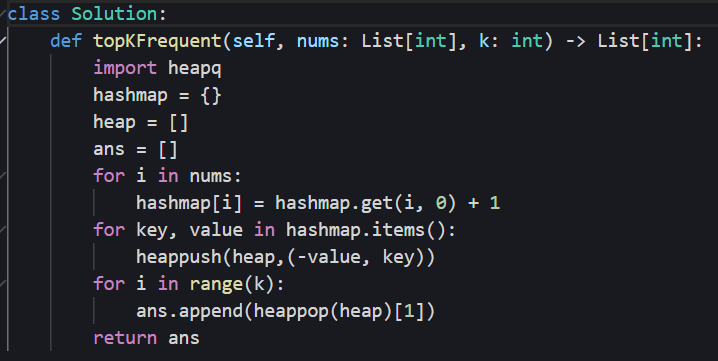 class Solution:
    def topKFrequent(self, nums: List[int], k: int) -> List[int]:
        import heapq
        hashmap = {}
        heap = []
        ans = []
        for i in nums:
            hashmap[i] = hashmap.get(i, 0) + 1
        for key, value in hashmap.items():
            heappush(heap,(-value, key))
        for i in range(k):
            ans.append(heappop(heap)[1])
        return ans